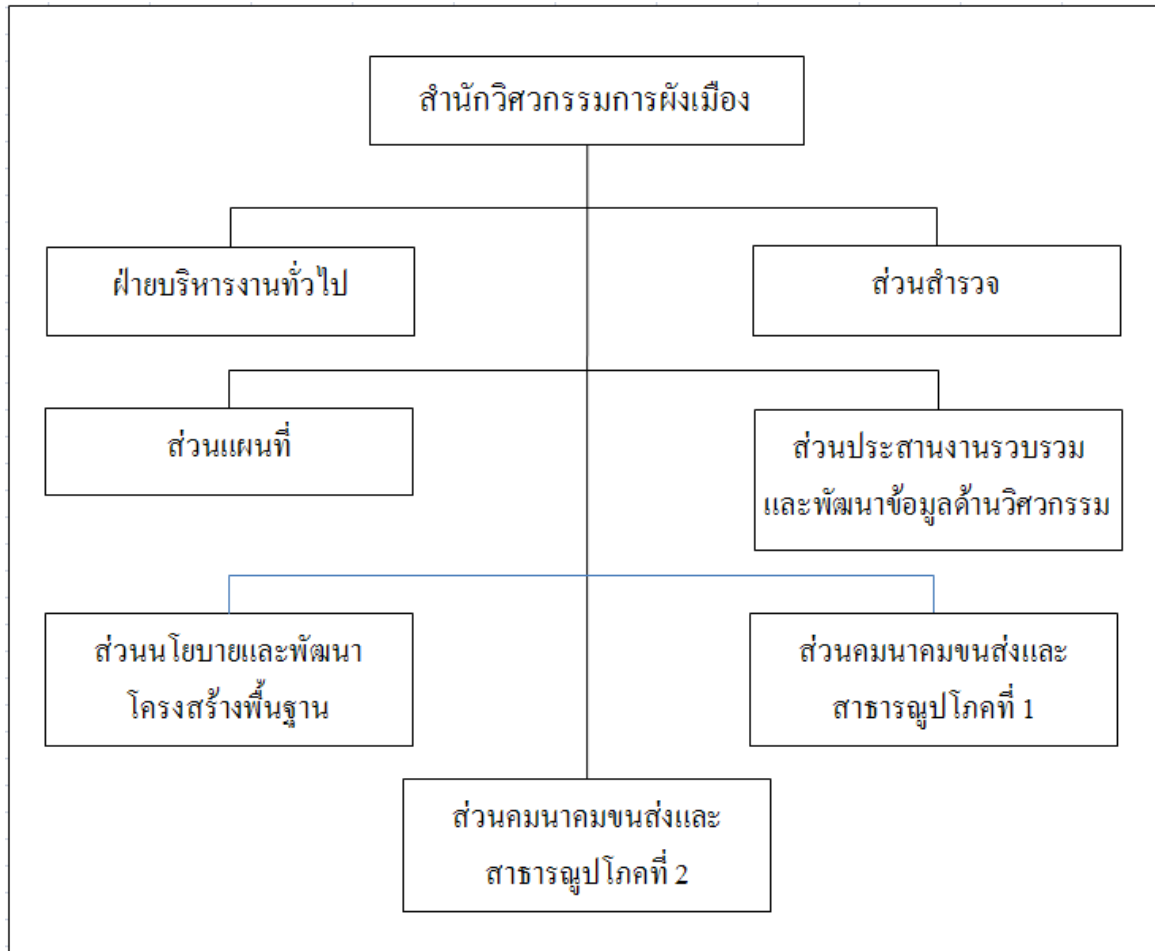 สำนักวิศวกรรมการผังเมือง
ฝ่ายบริหารงานทั่วไป
ส่วนสำรวจ
ส่วนแผนที่
ส่วนประสานงานรวบรวม
และพัฒนาข้อมูลด้านวิศวกรรม
ส่วนนโยบายและพัฒนา
โครงสร้างพื้นฐาน
ส่วนคมนาคมขนส่งและ
สาธารณูปโภคที่ 1
ส่วนคมนาคมขนส่งและ
สาธารณูปโภคที่ 2